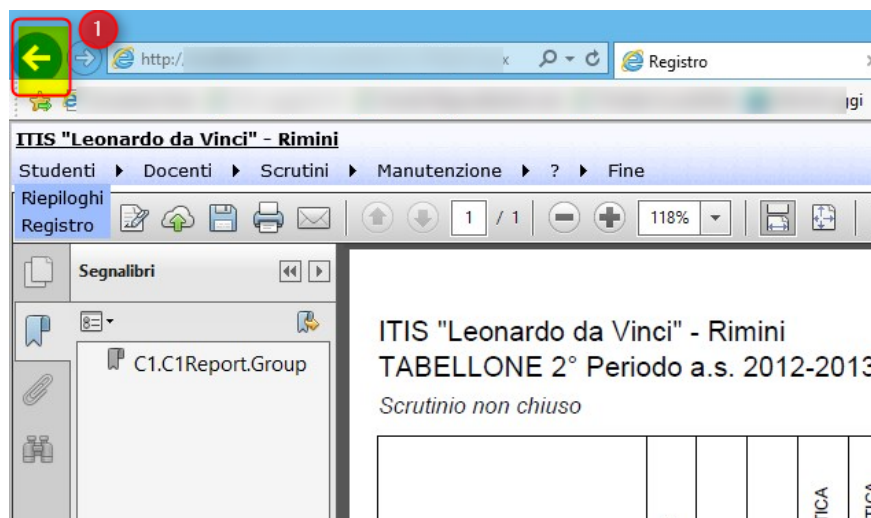 1
http:/
Registro
ggi
ITIS "Leonardo da Vinci" - Rimini
Studenti Docenti Scrutini Manutenzione ? Fine
Riepiloghi
Registro
1 / 1 118%
Segnalibri
C1.C1Report.Group
ITIS "Leonardo da Vinci" - Rimini
TABELLONE 2° Periodo a.s. 2012-2013
Scrutinio non chiuso